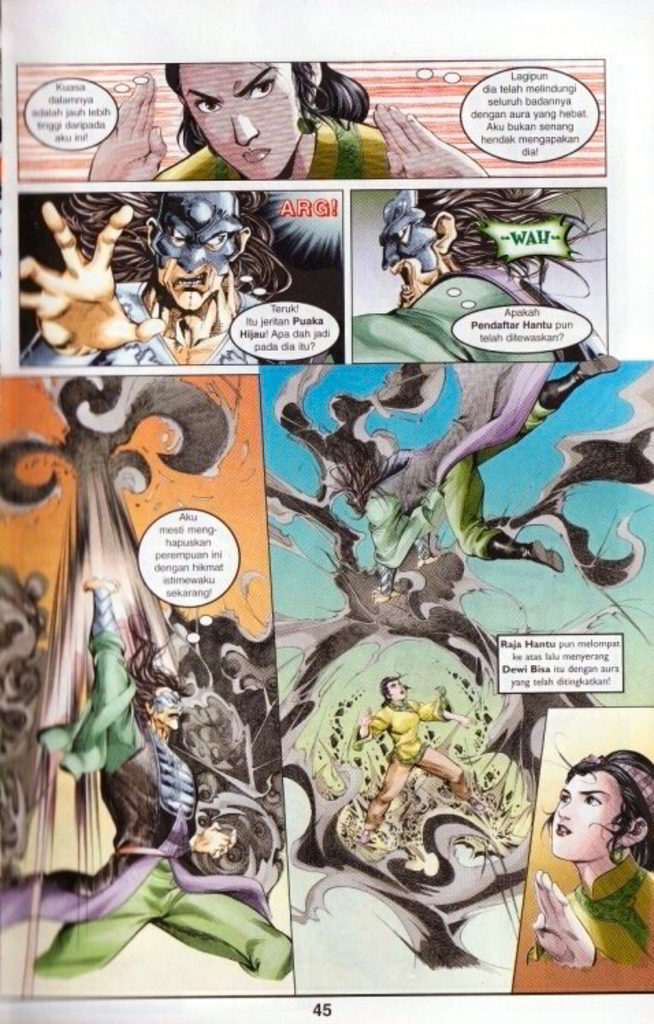 Kuasa
dalamnya
adalah jauh lebih
tinggi daripada
aku ini!
Lagipun
dia telah melindungi
seluruh badannya
dengan aura yang hebat.
Aku bukan senang
hendak mengapakan
dia!
ARG!
Teruk!
Itu jeritan Puaka
Hijau! Apa dah jadi
pada dia itu?
~WAH~
Apakah
Pendaftar Hantu pun
telah ditewaskan?
Aku
mesti meng-
hapuskan
perempuan ini
dengan hikmat
istimewaku
sekarang!
Raja Hantu pun melompat
ke atas lalu menyerang
Dewi Bisa itu dengan aura
yang telah ditingkatkan!
45